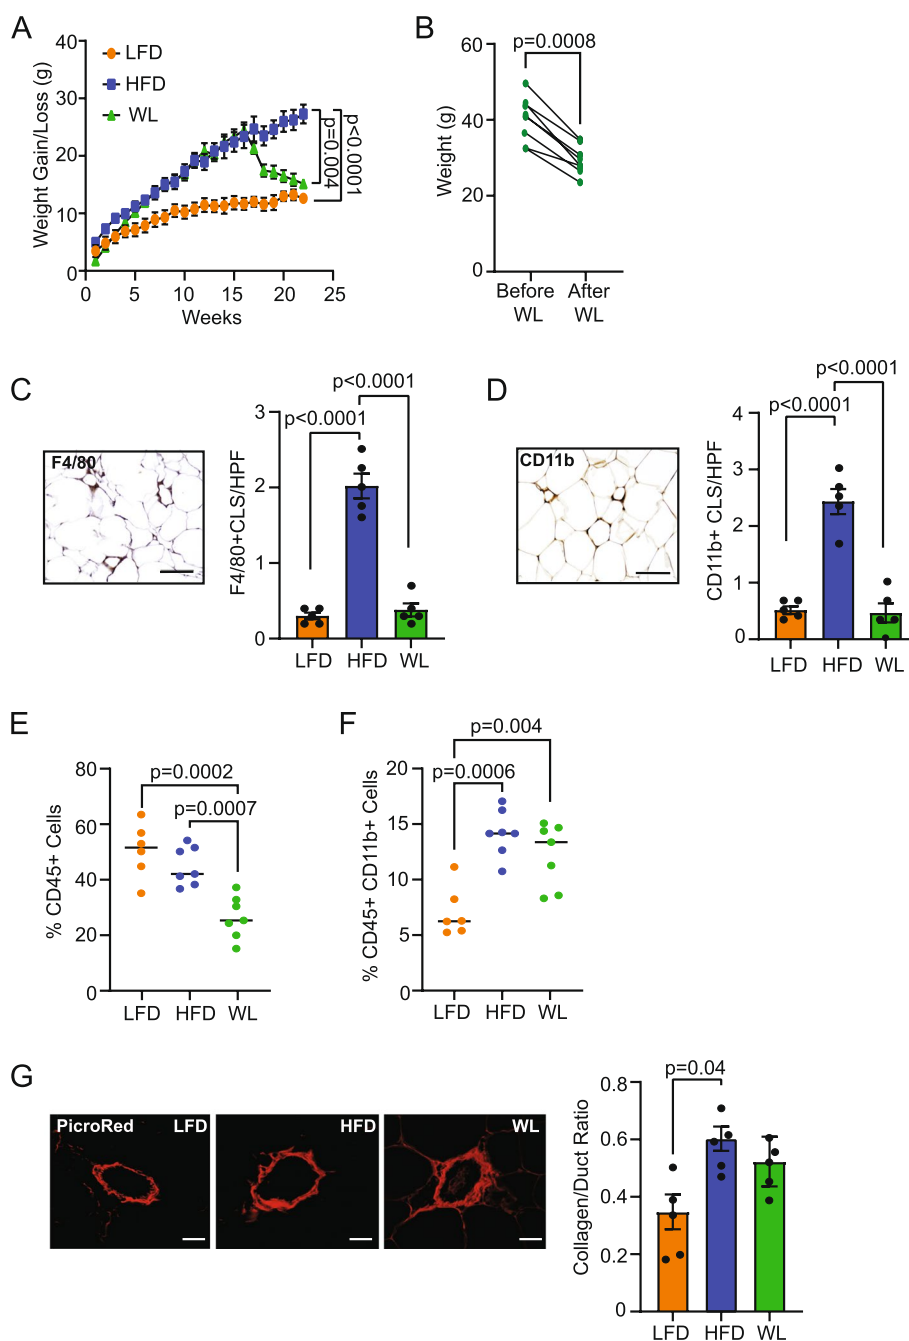 A
Weight Gain/Loss (g)
40
30
20
10
0
LFD
HFD
WL
p=0.004
p<0.0001
0
5
10
15
20
25
Weeks
B
Weight (g)
60
40
20
0
p=0.0008
Before WL
After WL
C
F4/80
F4/80+CLS/HPF
3
2
1
0
p<0.0001
p<0.0001
LFD
HFD
WL
D
CD11b
CD11b+ CLS/HPF
4
3
2
1
0
p<0.0001
p<0.0001
LFD
HFD
WL
E
% CD45+ Cells
80
60
40
20
0
p=0.0002
p=0.0007
LFD
HFD
WL
F
% CD45+ CD11b+ Cells
20
15
10
5
0
p=0.004
p=0.0006
LFD
HFD
WL
G
PicroRed
LFD
HFD
WL
Collagen/Duct Ratio
0.8
0.6
0.4
0.2
0
p=0.04
LFD
HFD
WL